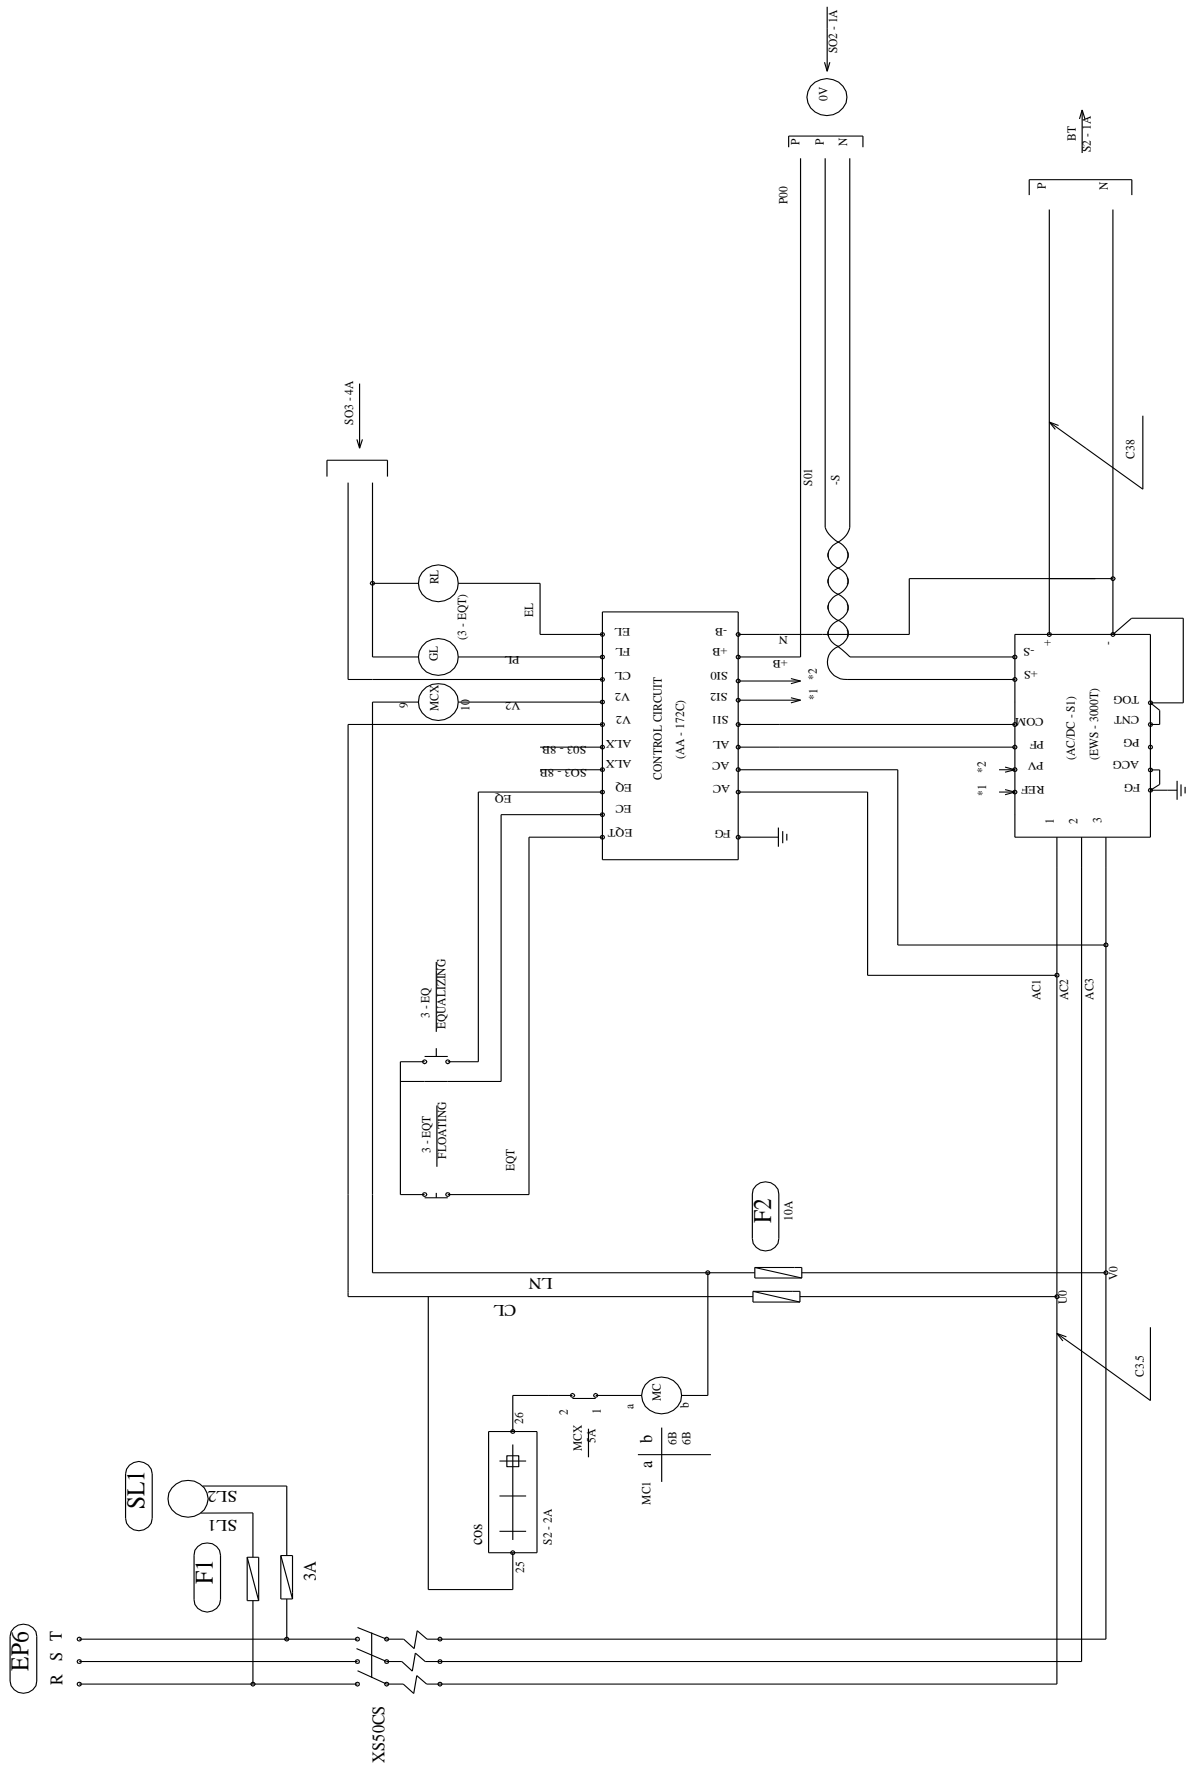 EP6
R S T
F1
SL1
SL1
SL2
3A
XS50CS
cos
25
26
S2 - 2A
MCX
5A
2
1
a
MC
b
MC1
a b
6B
6B
C3.5
CL
LN
U0
V0
F2
10A
3 - EQT
FLOATING
EQT
3 - EQ
EQUALIZING
EQ
AC1
AC2
AC3
CONTROL CIRCUIT
(AA - 172C)
EQT
EC
EQ
ALX
ALX
V2
V2
CL
FL
EL
FG
AC
AC
AL
SI1
SI2
SI0
+B
-B
SO3 - 8B
S03 - 8B
9
MCX
10
V2
GL
PL
(3 - EQT)
RL
EL
SO3 - 4A
*1
*2
+B
N
(AC/DC - S1)
(EWS - 3000T)
1
2
3
REF
PV
PF
COM
+S
-S
+
-
FG
ACG
PG
CNT
TOG
*1
*2
S01
-S
P00
P
P
N
0V
SO2 - 1A
C38
P
N
BT
S2 - 1A